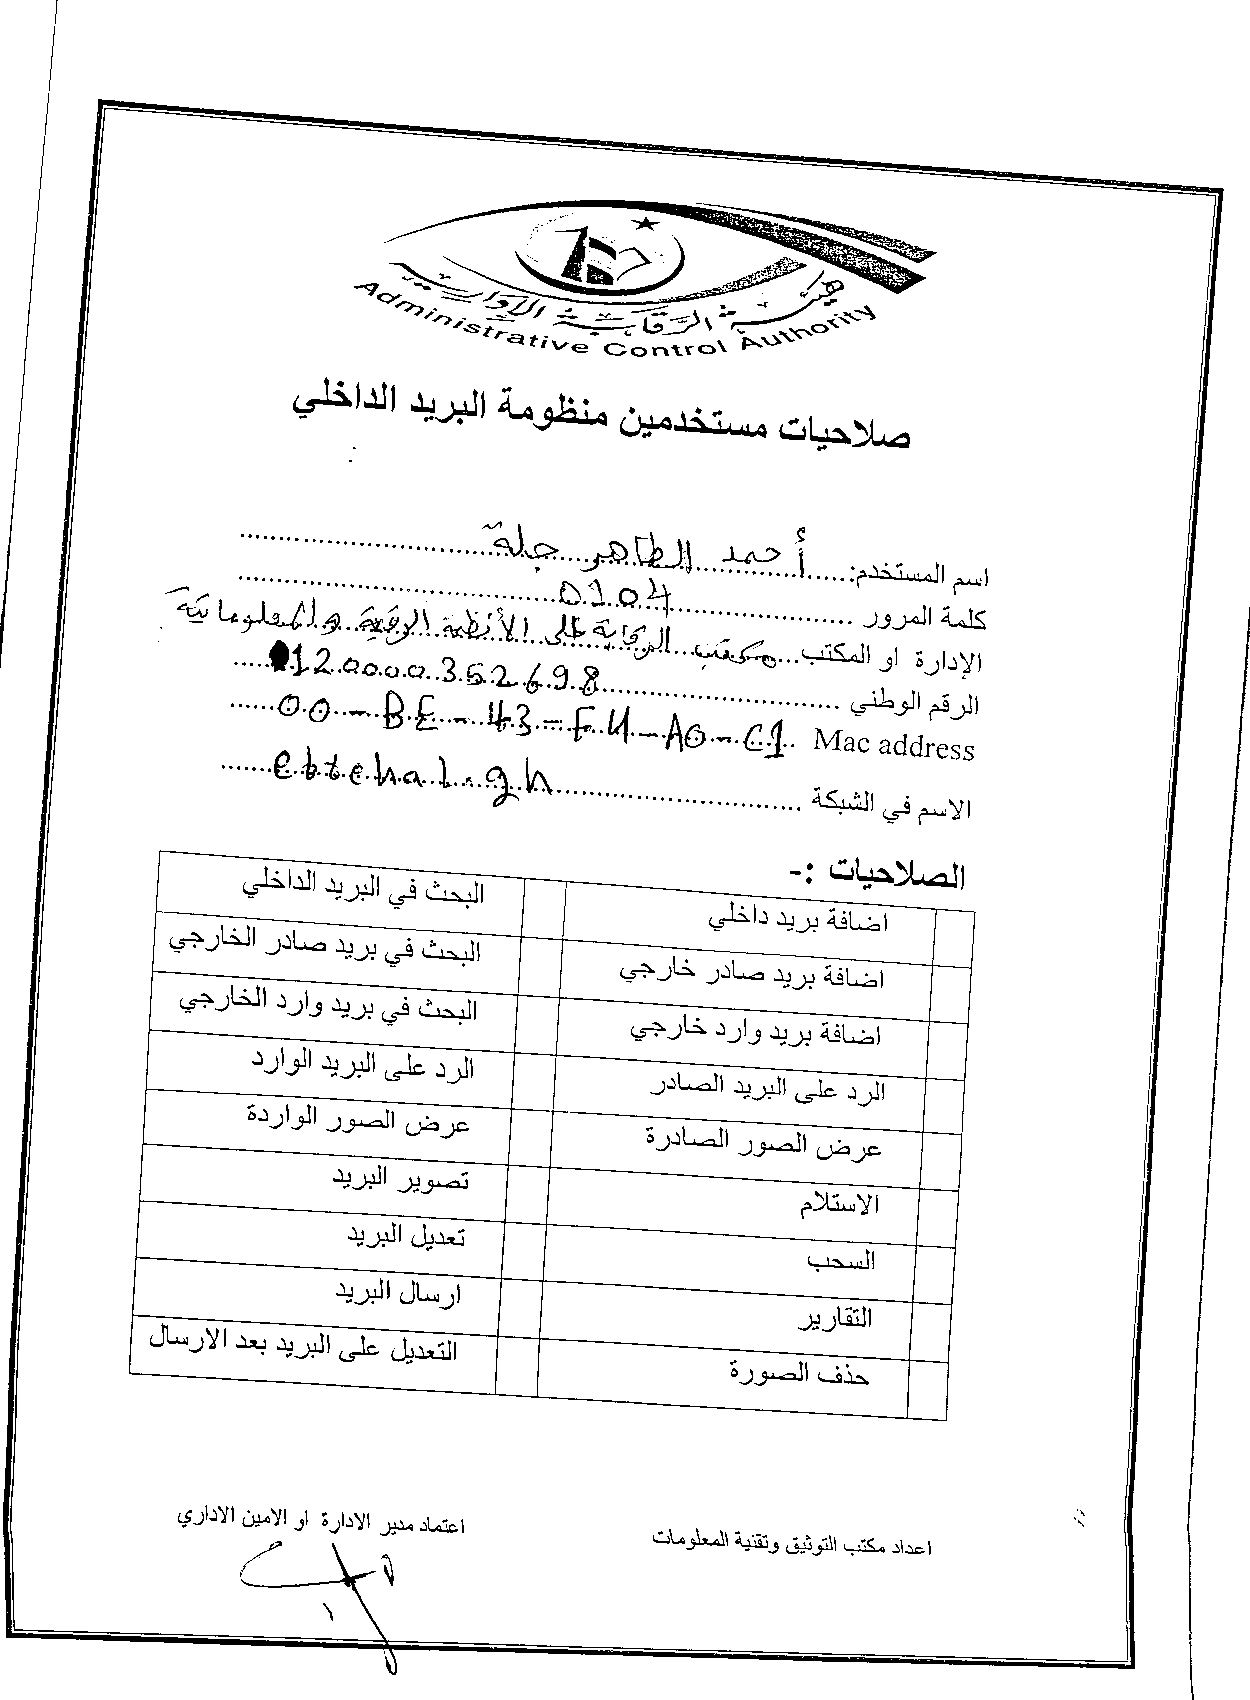 هيئة الرقابة الإدارية
Administrative Control Authority
صلاحيات مستخدمين منظومة البريد الداخلي
اسم المستخدم: أحمد الطاهر جلة
كلمة المرور 0104
الإدارة او المكتب مكتب الرقابة على الأنظمة الرقمية والمعلوماتية
الرقم الوطني 120000352698
Mac address 00-BE-43-F4-A0-C1
الاسم في الشبكة ebtehal.gh
الصلاحيات :-
اضافة بريد داخلي البحث في البريد الداخلي
اضافة بريد صادر خارجي البحث في بريد صادر الخارجي
اضافة بريد وارد خارجي البحث في بريد وارد الخارجي
الرد على البريد الصادر الرد على البريد الوارد
عرض الصور الصادرة عرض الصور الواردة
الاستلام تصوير البريد
السحب تعديل البريد
التقارير ارسال البريد
حذف الصورة التعديل على البريد بعد الارسال
اعداد مكتب التوثيق وتقنية المعلومات اعتماد مدير الادارة او الامين الاداري